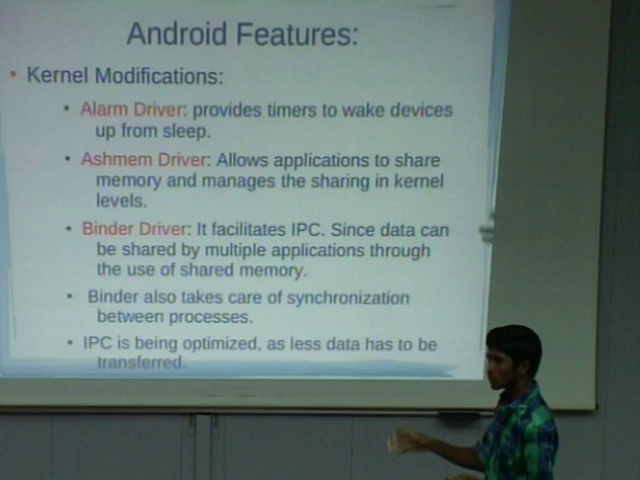 Android Features:
• Kernel Modifications:
• Alarm Driver: provides timers to wake devices
up from sleep.
• Ashmem Driver: Allows applications to share
memory and manages the sharing in kernel
levels.
• Binder Driver: It facilitates IPC. Since data can
be shared by multiple applications through
the use of shared memory.
• Binder also takes care of synchronization
between processes.
• IPC is being optimized, as less data has to be
transferred.